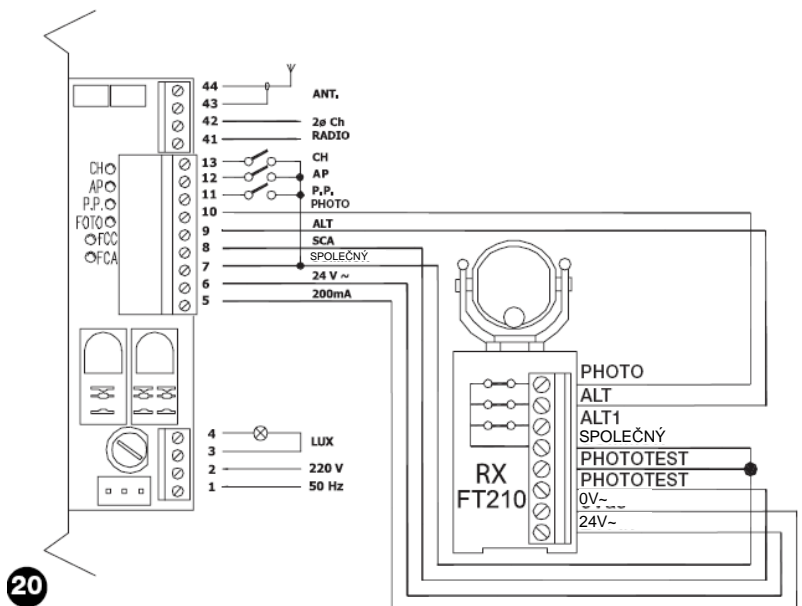 44
43
ANT.
42
2ø Ch
41
RADIO
13
CH
12
AP
11
P.P.
10
PHOTO
9
ALT
8
SCA
7
SPOLEČNÝ
6
24 V ~
5
200mA
CH
AP
P.P.
FOTO
FCC
FCA
4
3
LUX
2
220 V
1
50 Hz
PHOTO
ALT
ALT1
SPOLEČNÝ
PHOTOTEST
PHOTOTEST
0V~
24V~
RX
FT210
20